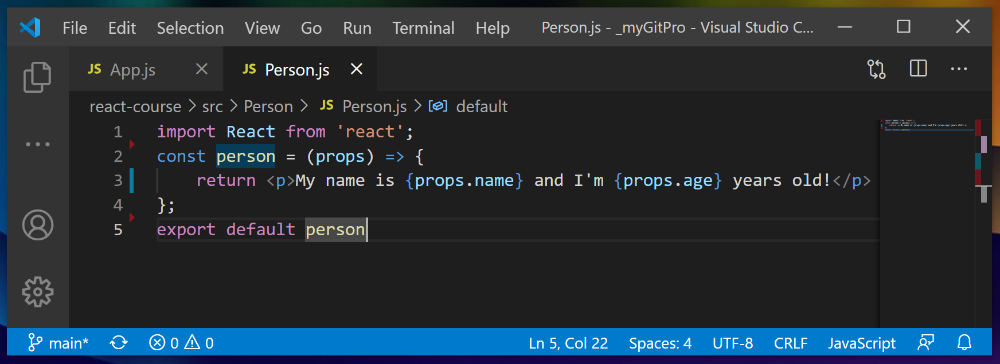 File Edit Selection View Go Run Terminal Help Person.js - _myGitPro - Visual Studio C...
JS App.js JS Person.js
react-course > src > Person > JS Person.js > default
1 import React from 'react';
2 const person = (props) => {
3 return <p>My name is {props.name} and I'm {props.age} years old!</p>
4 };
5 export default person
main* 0 0 Ln 5, Col 22 Spaces: 4 UTF-8 CRLF JavaScript